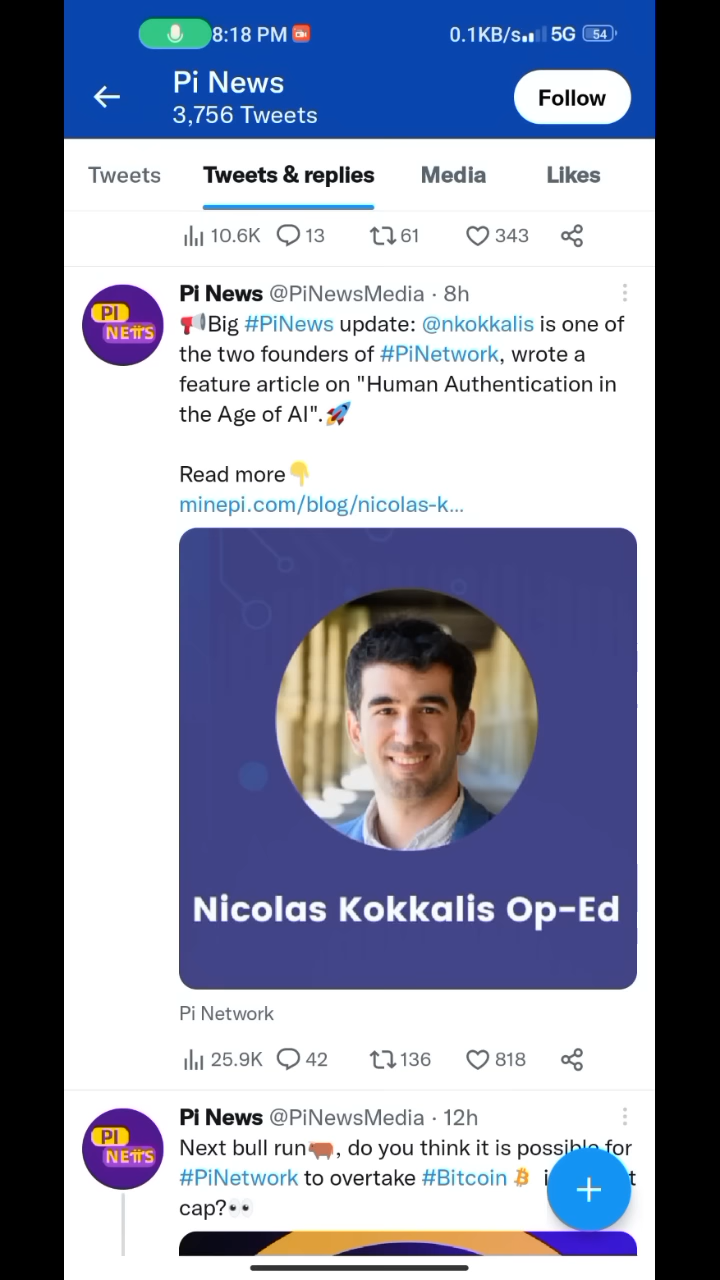 8:18 PM 0.1KB/s 5G 54
Pi News
3,756 Tweets
Follow
Tweets Tweets & replies Media Likes
10.6K 13 61 343
PI NEWS
Pi News @PiNewsMedia · 8h
📢Big #PiNews update: @nkokkalis is one of
the two founders of #PiNetwork, wrote a
feature article on "Human Authentication in
the Age of AI".🚀
Read more👇
minepi.com/blog/nicolas-k...
Nicolas Kokkalis Op-Ed
Pi Network
25.9K 42 136 818
PI NEWS
Pi News @PiNewsMedia · 12h
Next bull run🐂, do you think it is possible for
#PiNetwork to overtake #Bitcoin
cap?👀